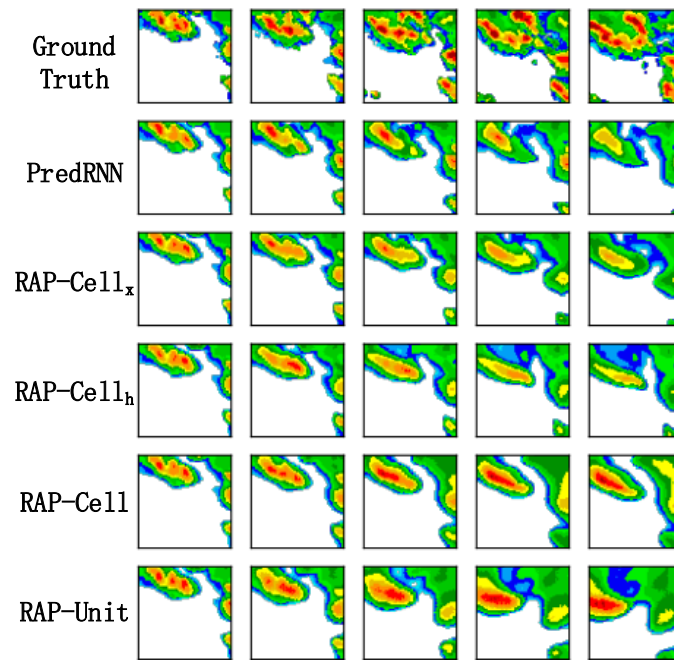 Ground
Truth
PredRNN
RAP-Cellₓ
RAP-Cellₕ
RAP-Cell
RAP-Unit